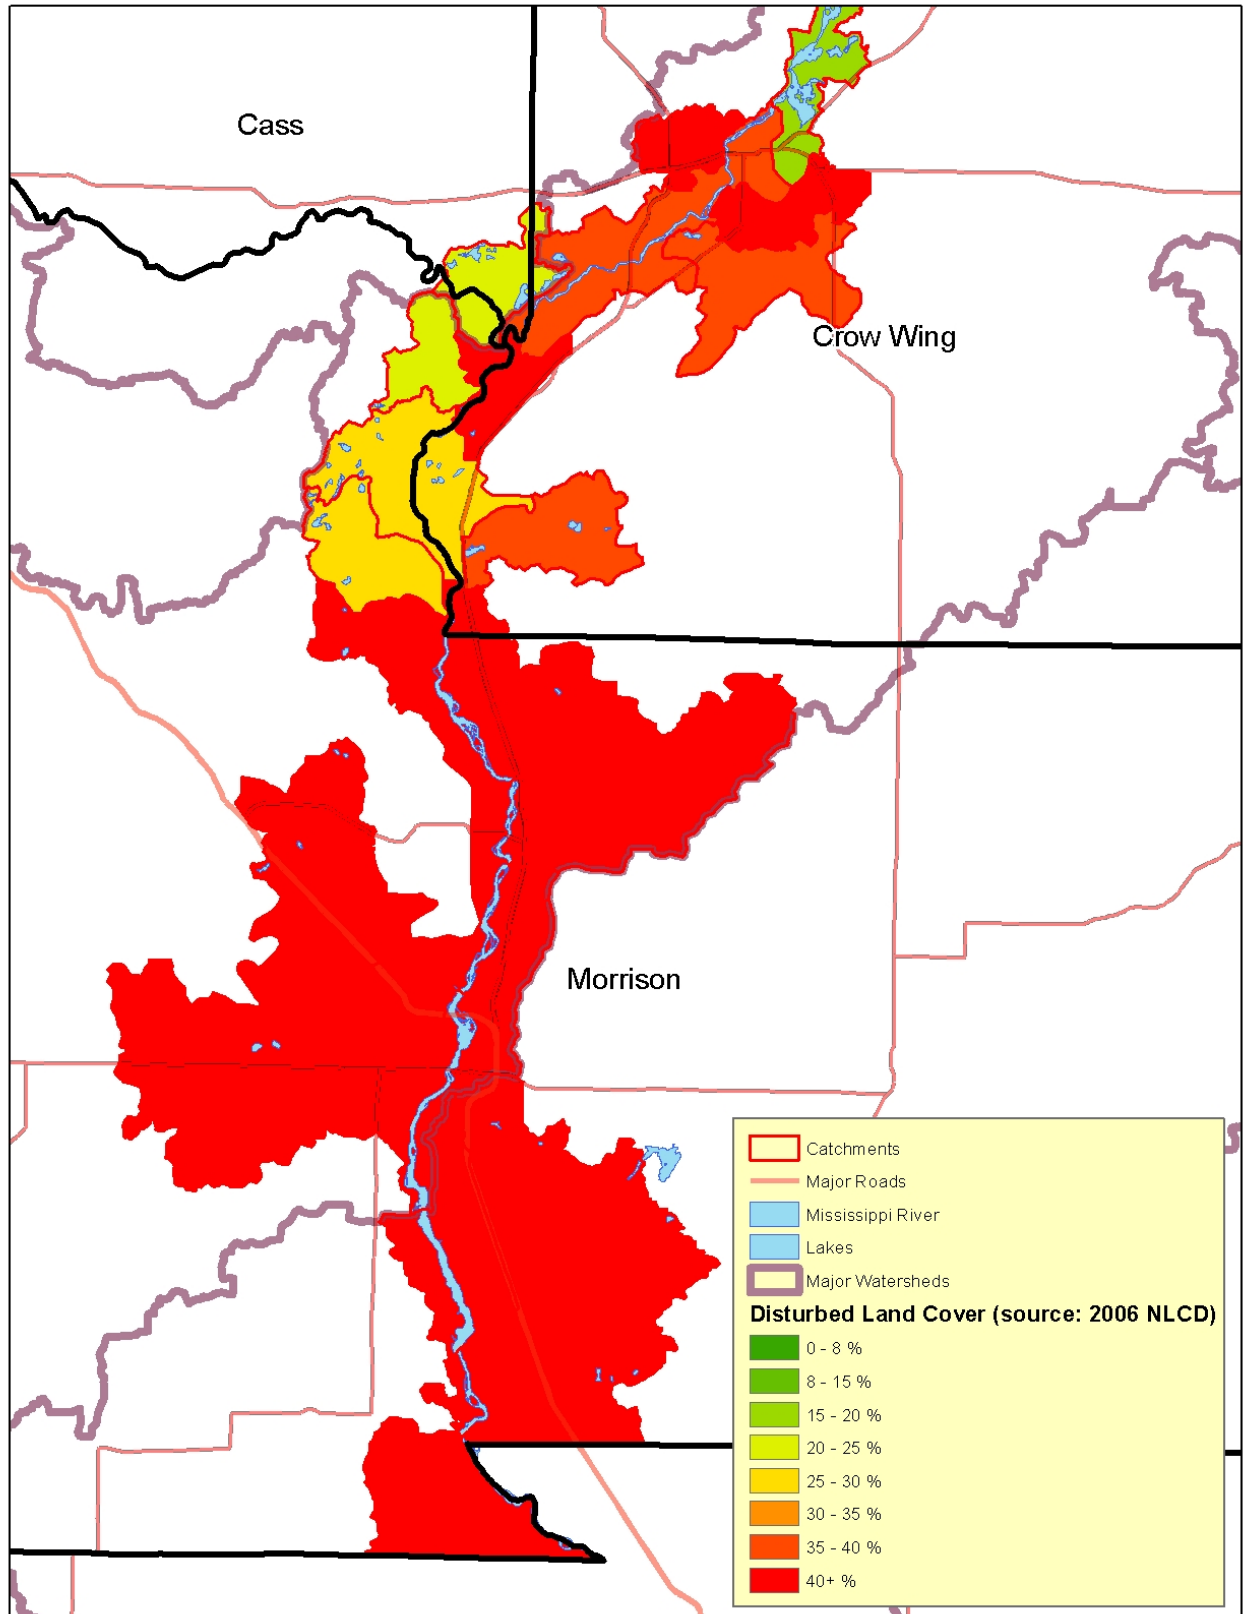 Cass
Crow Wing
Morrison
Catchments
Major Roads
Mississippi River
Lakes
Major Watersheds
Disturbed Land Cover (source: 2006 NLCD)
0 - 8 %
8 - 15 %
15 - 20 %
20 - 25 %
25 - 30 %
30 - 35 %
35 - 40 %
40+ %